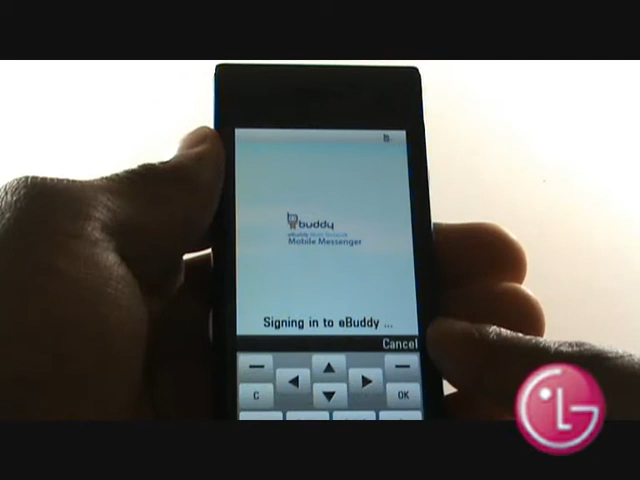 buddy
Mobile Messenger
Signing in to eBuddy ...
Cancel
C
OK
LG